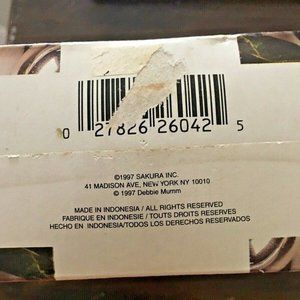 0 27826 26042 5
©1997 SAKURA INC.
41 MADISON AVE, NEW YORK NY 10010
© 1997 Debbie Mumm
MADE IN INDONESIA / ALL RIGHTS RESERVED
FABRIQUE EN INDONESIE / TOUTS DROITS RESERVES
HECHO EN INDONESIA/TODOS LOS DERECHOS RESERVADOS